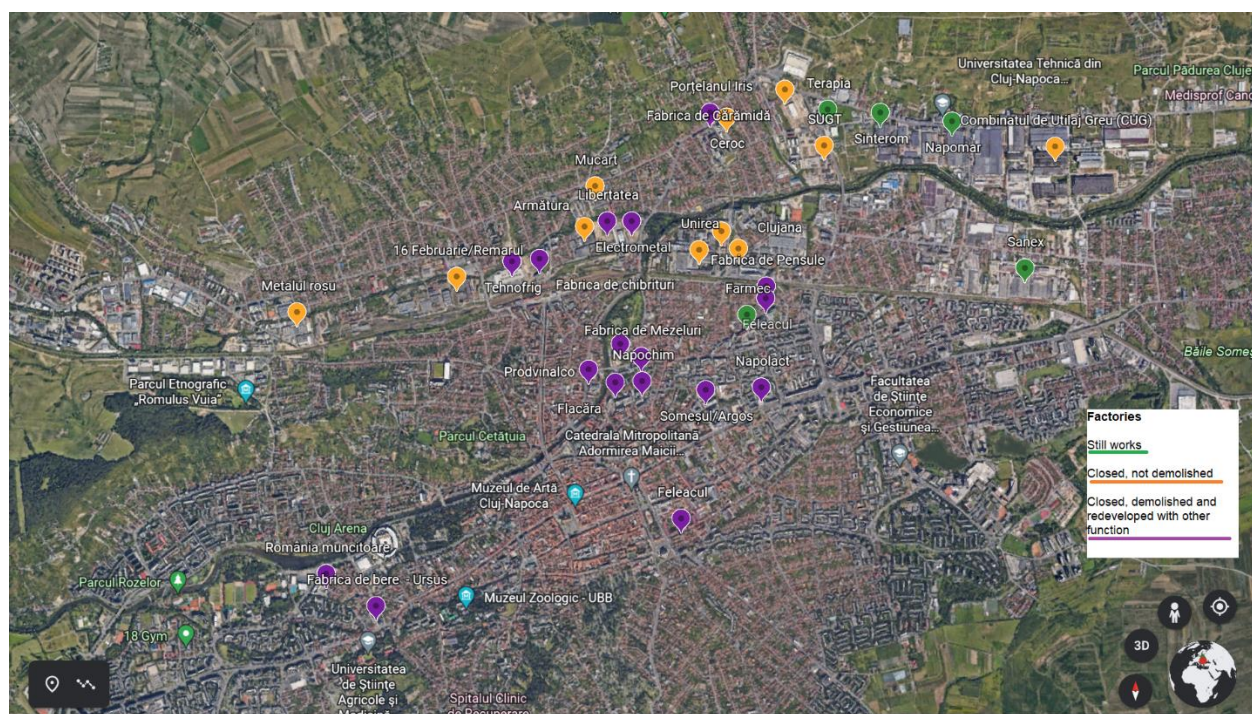 Universitatea Tehnică din
Cluj-Napoca...
Parcul Pădurea Cluje
Medisprof Canc
Porțelanul Iris
Terapia
Fabrica de Cărămidă
SUGT
Combinatul de Utilaj Greu (CUG)
Ceroc
Sinterom
Napomar
Mucart
Libertatea
Armătura
Unirea
Clujana
Electrometal
16 Februarie/Remarul
Sanex
Fabrica de Pensule
Tehnofrig
Fabrica de chibrituri
Metalul rosu
Farmec
Feleacul
Fabrica de Mezeluri
Napochim
Napolact
Băile Someș
Prodvinalco
Parcul Etnografic
„Romulus Vuia”
Facultatea
de Științe
Economice
și Gestiunea...
Flacăra
Someșul/Argos
Factories
Still works
Closed, not demolished
Closed, demolished and
redeveloped with other
function
Parcul Cetățuia
Catedrala Mitropolitană
Adormirea Maicii...
Muzeul de Artă
Cluj-Napoca
Feleacul
Cluj Arena
România muncitoare
Fabrica de bere - Ursus
Parcul Rozelor
Muzeul Zoologic - UBB
18 Gym
3D
Universitatea
de Științe
Agricole și
Spitalul Clinic
de Recuperare